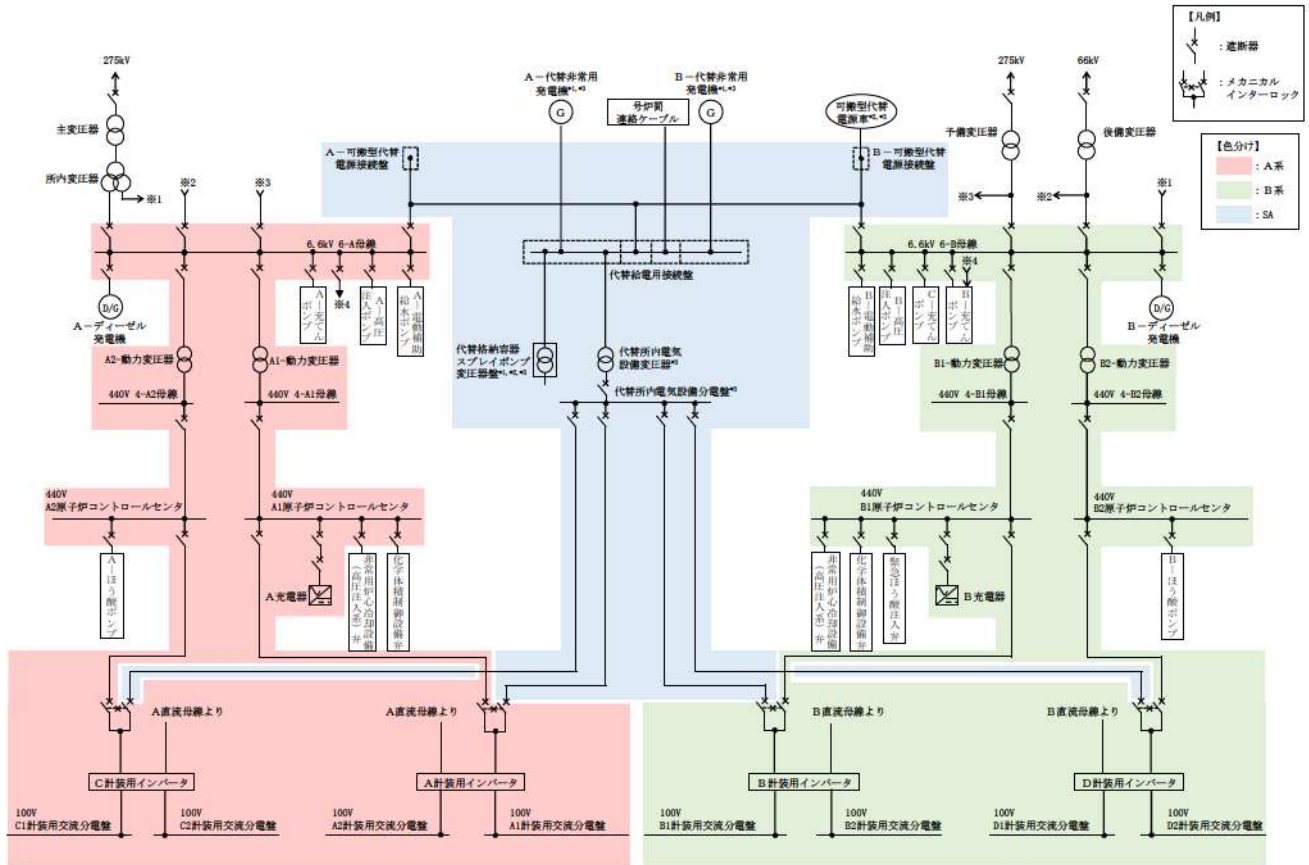 【凡例】
：遮断器
：メカニカル
インターロック
【色分け】
：A系
：B系
：SA
275kV
主変圧器
所内変圧器
※1
※2
※3
A－代替非常用
発電機*1,*3
G
号炉間
連絡ケーブル
B－代替非常用
発電機*1,*3
G
可搬型代替
電源車*2,*3
A－可搬型代替
電源接続盤
B－可搬型代替
電源接続盤
275kV
66kV
予備変圧器
後備変圧器
※3
※2
※1
6.6kV 6-A母線
代替給電用接続盤
6.6kV 6-B母線
D/G
A－ディーゼル
発電機
A－充てん
ポンプ
※4
A－高圧
注入ポンプ
A－電動補助
給水ポンプ
B－電動補助
給水ポンプ
B－高圧
注入ポンプ
C－充てん
ポンプ
※4
B－充てん
ポンプ
D/G
B－ディーゼル
発電機
A2-動力変圧器
A1-動力変圧器
代替格納容器
スプレイポンプ
変圧器盤*1,*2,*3
代替所内電気
設備変圧器*3
代替所内電気設備分電盤*3
B1-動力変圧器
B2-動力変圧器
440V 4-A2母線
440V 4-A1母線
440V 4-B1母線
440V 4-B2母線
440V
A2原子炉コントロールセンタ
440V
A1原子炉コントロールセンタ
440V
B1原子炉コントロールセンタ
440V
B2原子炉コントロールセンタ
A－ほう酸ポンプ
A充電器
非常用炉心冷却設備
（高圧注入系）弁
化学体積制御設備弁
非常用炉心冷却設備
（高圧注入系）弁
化学体積制御設備弁
緊急ほう酸注入弁
B充電器
B－ほう酸ポンプ
A直流母線より
A直流母線より
B直流母線より
B直流母線より
C計装用インバータ
A計装用インバータ
B計装用インバータ
D計装用インバータ
100V
C1計装用交流分電盤
100V
C2計装用交流分電盤
100V
A2計装用交流分電盤
100V
A1計装用交流分電盤
100V
B1計装用交流分電盤
100V
B2計装用交流分電盤
100V
D1計装用交流分電盤
100V
D2計装用交流分電盤